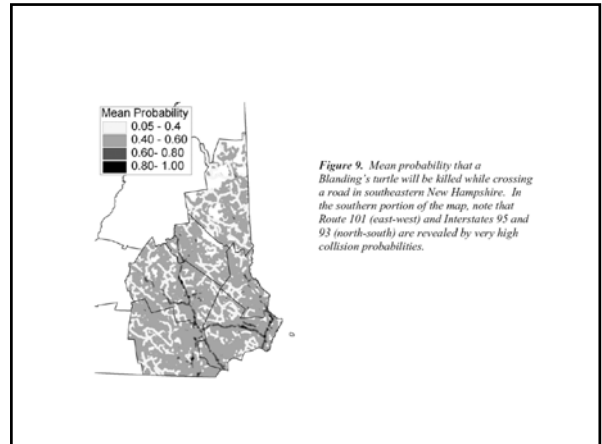 Mean Probability
0.05 - 0.4
0.40 - 0.60
0.60- 0.80
0.80- 1.00
Figure 9. Mean probability that a
Blanding's turtle will be killed while crossing
a road in southeastern New Hampshire. In
the southern portion of the map, note that
Route 101 (east-west) and Interstates 95 and
93 (north-south) are revealed by very high
collision probabilities.